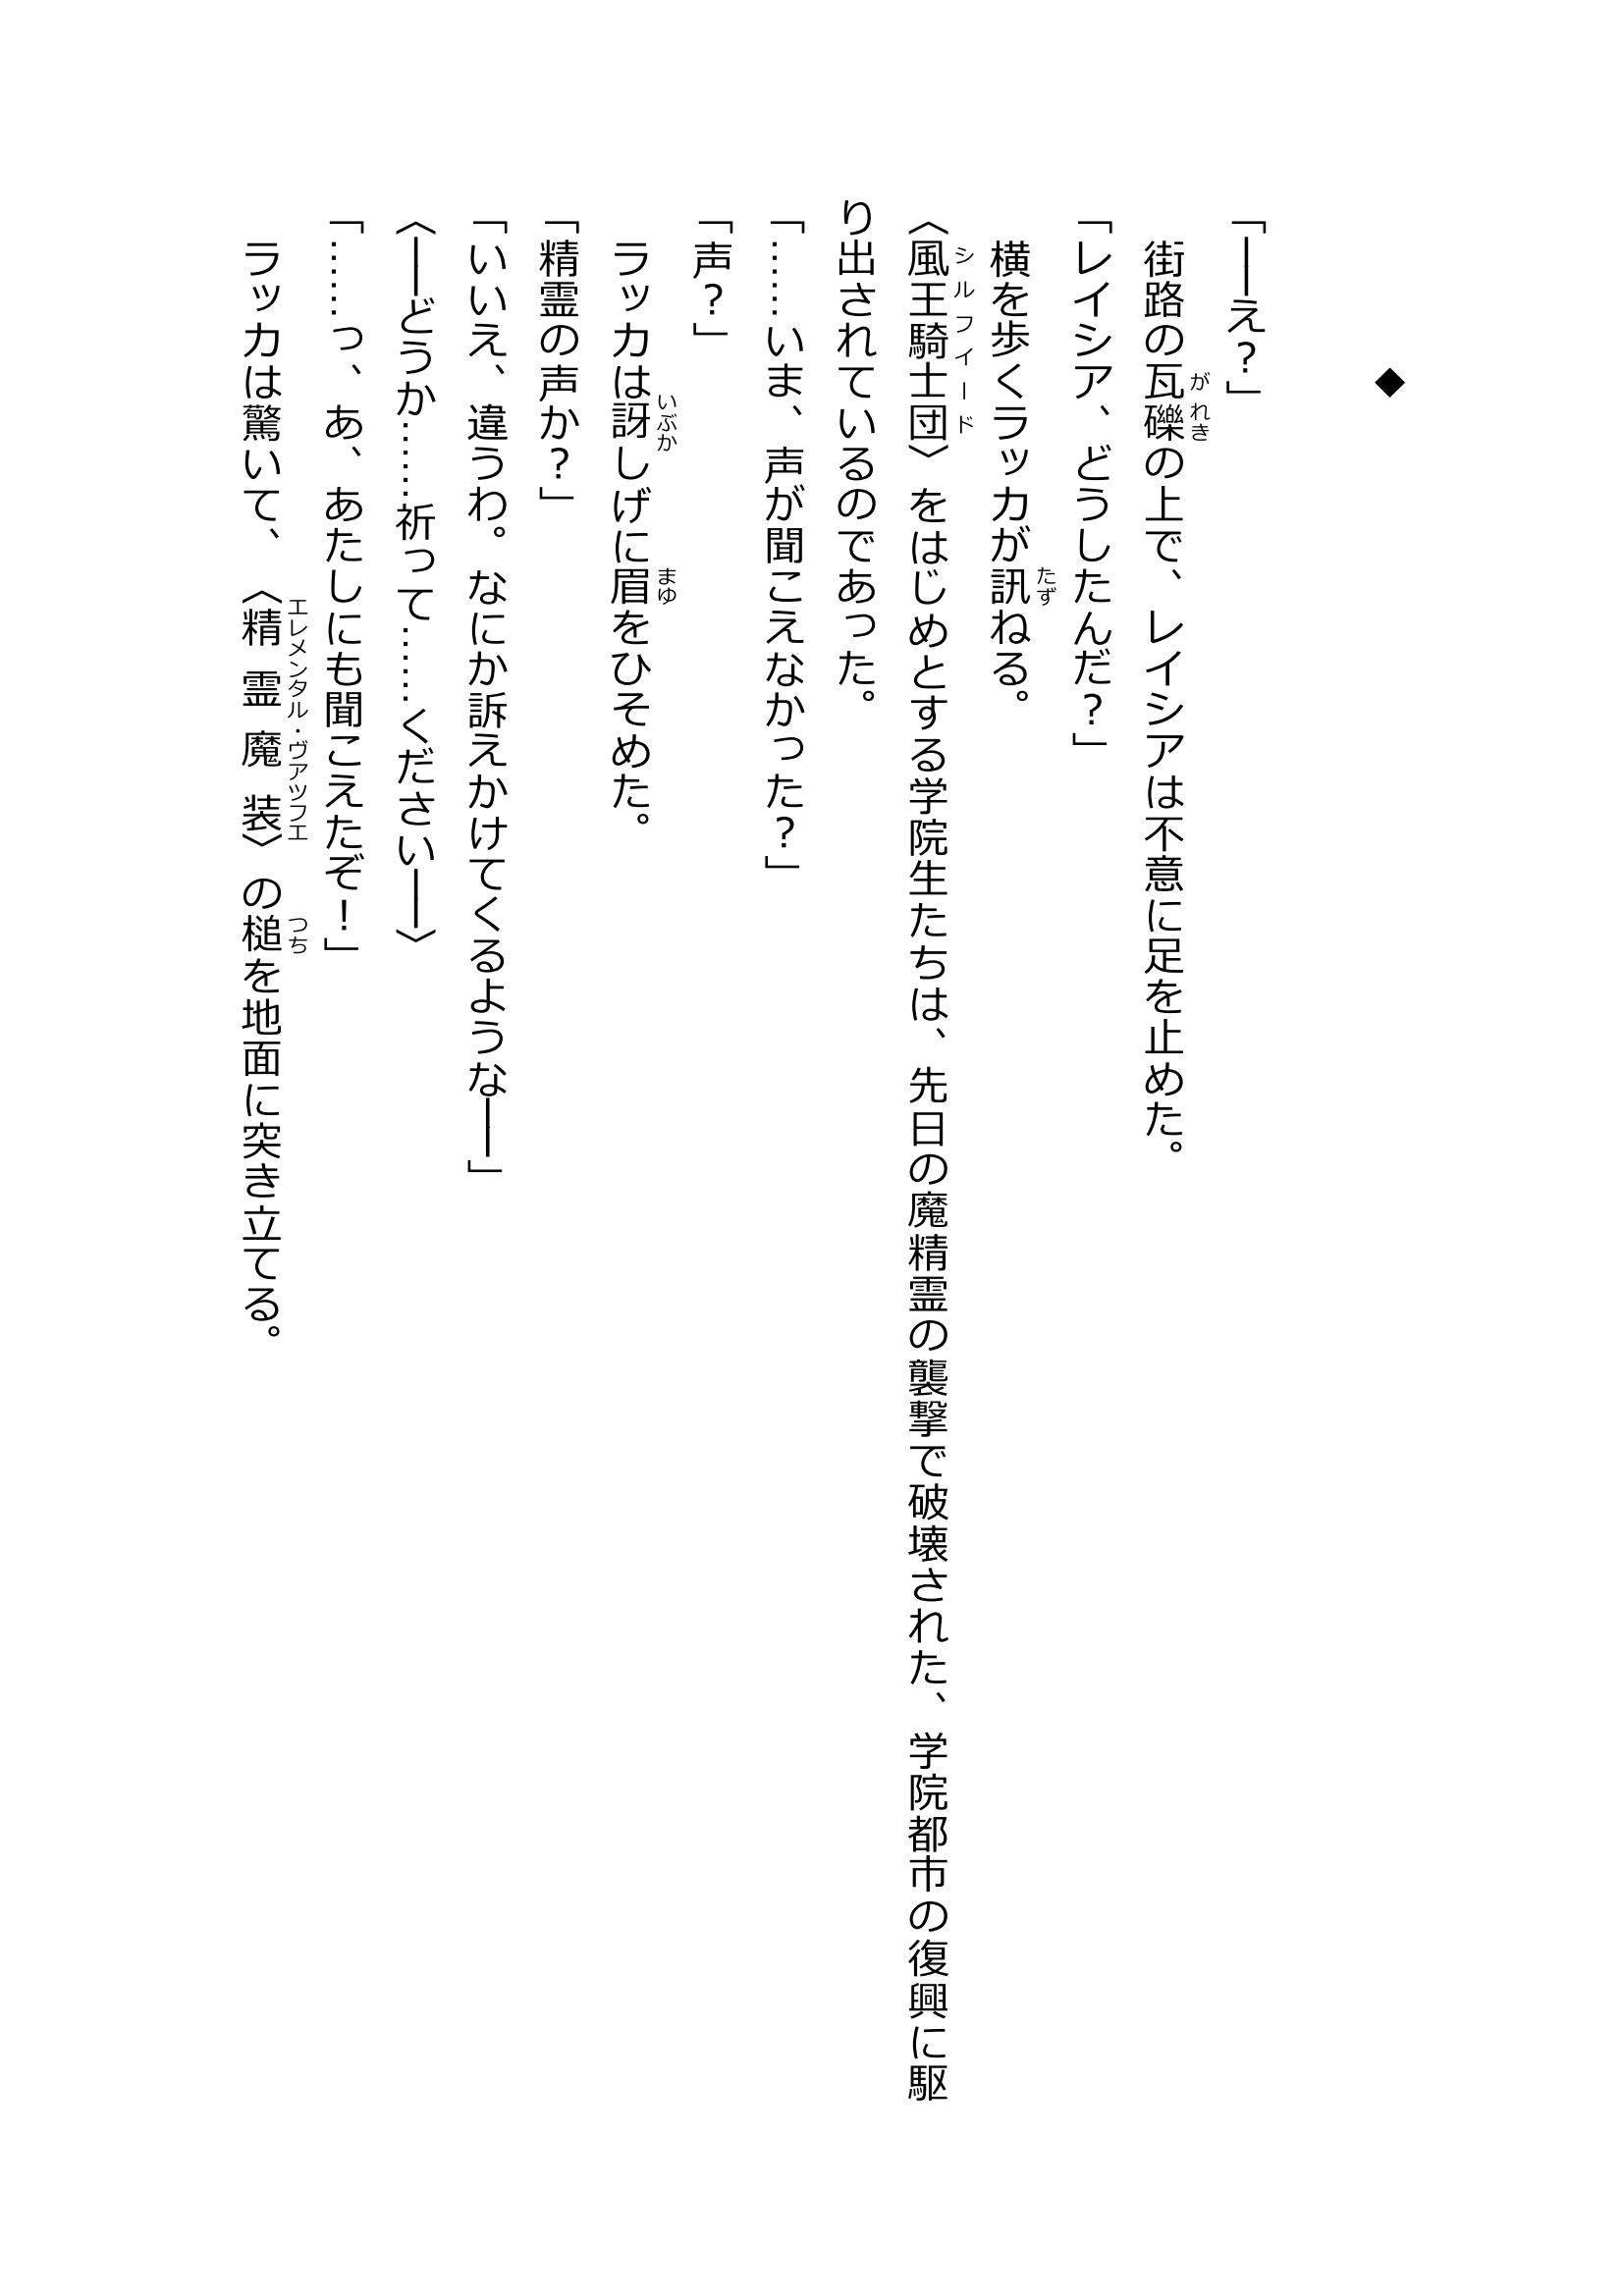 ◆
「――え？」
街路の瓦礫の上で、レイシアは不意に足を止めた。
「レイシア、どうしたんだ？」
横を歩くラッカが訊ねる。
〈風王騎士団〉をはじめとする学院生たちは、先日の魔精霊の襲撃で破壊された、学院都市の復興に駆
り出されているのであった。
「……いま、声が聞こえなかった？」
「声？」
ラッカは訝しげに眉をひそめた。
「精霊の声か？」
「いいえ、違うわ。なにか訴えかけてくるような――」
〈――どうか……祈って……ください――〉
「……っ、あ、あたしにも聞こえたぞ！」
ラッカは驚いて、〈精霊魔装〉の槌を地面に突き立てる。
がれき
たず
シルフィード
いぶか
まゆ
エレメンタル・ヴァッフェ
つち